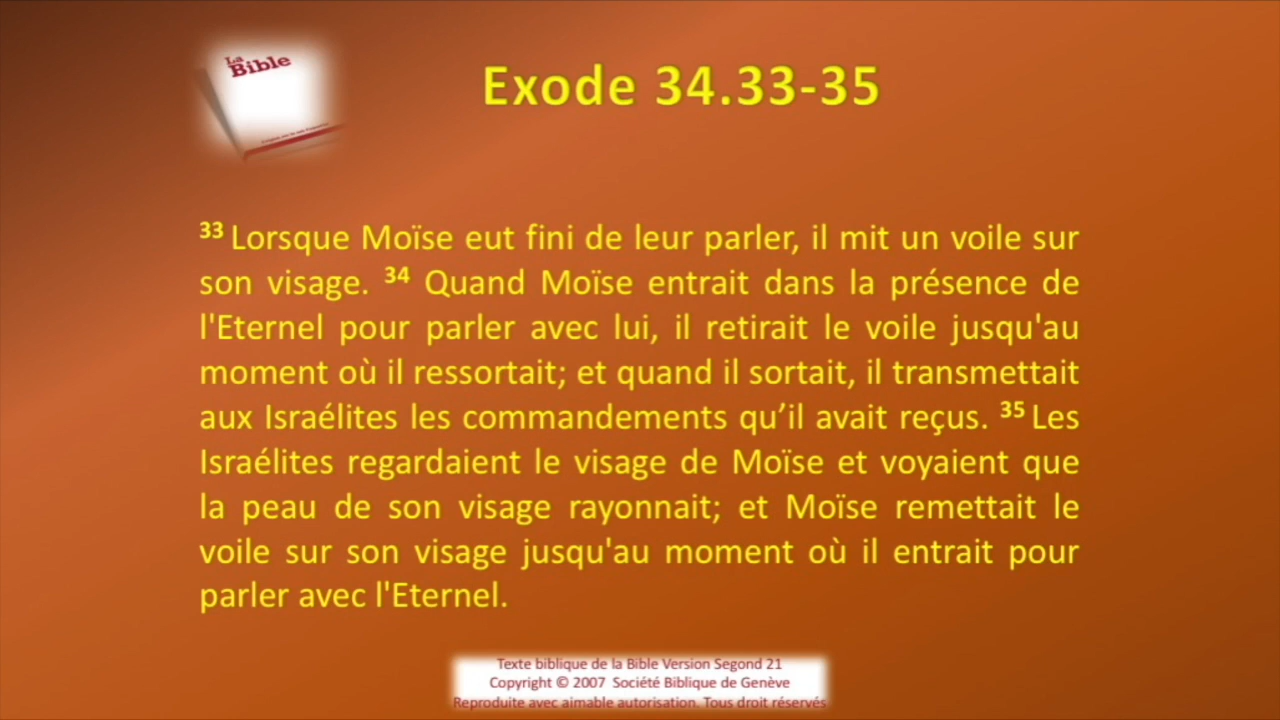 La
Bible
Exode 34.33-35
33 Lorsque Moïse eut fini de leur parler, il mit un voile sur
son visage. 34 Quand Moïse entrait dans la présence de
l'Eternel pour parler avec lui, il retirait le voile jusqu'au
moment où il ressortait; et quand il sortait, il transmettait
aux Israélites les commandements qu’il avait reçus. 35 Les
Israélites regardaient le visage de Moïse et voyaient que
la peau de son visage rayonnait; et Moïse remettait le
voile sur son visage jusqu'au moment où il entrait pour
parler avec l'Eternel.
Texte biblique de la Bible Version Segond 21
Copyright © 2007 Société Biblique de Genève
Reproduite avec aimable autorisation. Tous droit réservés